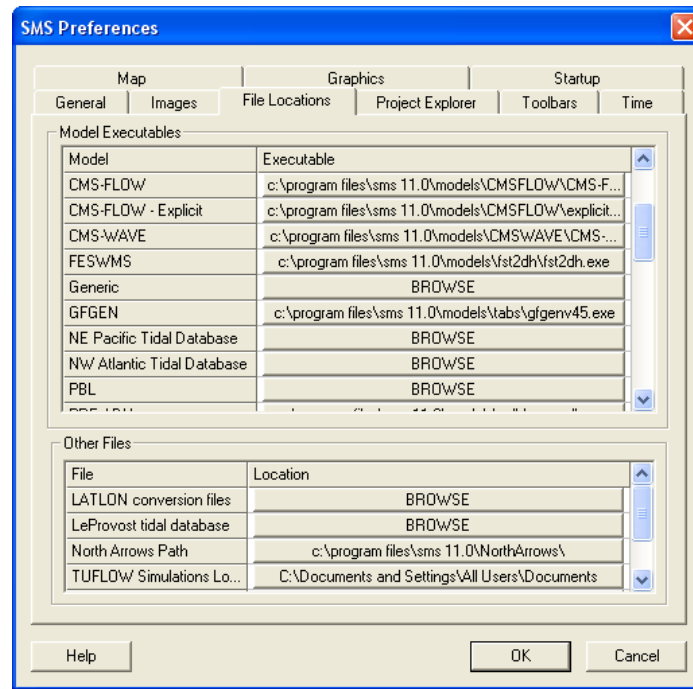 SMS Preferences
Map Graphics Startup
General Images File Locations Project Explorer Toolbars Time
Model Executables
Model Executable
CMS-FLOW c:\program files\sms 11.0\models\CMSFLOW\CMS-F...
CMS-FLOW - Explicit c:\program files\sms 11.0\models\CMSFLOW\explicit...
CMS-WAVE c:\program files\sms 11.0\models\CMSWAVE\CMS-...
FESWMS c:\program files\sms 11.0\models\fst2dh\fst2dh.exe
Generic BROWSE
GFGEN c:\program files\sms 11.0\models\tabs\gfgenv45.exe
NE Pacific Tidal Database BROWSE
NW Atlantic Tidal Database BROWSE
PBL BROWSE
Other Files
File Location
LATLON conversion files BROWSE
LeProvost tidal database BROWSE
North Arrows Path c:\program files\sms 11.0\NorthArrows\
TUFLOW Simulations Lo... C:\Documents and Settings\All Users\Documents
Help OK Cancel